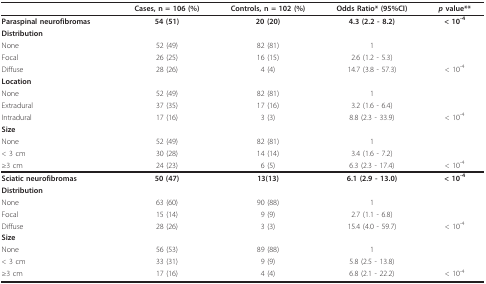 Cases, n = 106 (%) Controls, n = 102 (%) Odds Ratio* (95%CI) p value**
Paraspinal neurofibromas 54 (51) 20 (20) 4.3 (2.2 - 8.2) < 10⁻⁴
Distribution
None 52 (49) 82 (81) 1
Focal 26 (25) 16 (15) 2.6 (1.2 - 5.3)
Diffuse 28 (26) 4 (4) 14.7 (3.8 - 57.3) < 10⁻⁴
Location
None 52 (49) 82 (81) 1
Extradural 37 (35) 17 (16) 3.2 (1.6 - 6.4)
Intradural 17 (16) 3 (3) 8.8 (2.3 - 33.9) < 10⁻⁴
Size
None 52 (49) 82 (81) 1
< 3 cm 30 (28) 14 (14) 3.4 (1.6 - 7.2)
≥3 cm 24 (23) 6 (5) 6.3 (2.3 - 17.4) < 10⁻⁴
Sciatic neurofibromas 50 (47) 13(13) 6.1 (2.9 - 13.0) < 10⁻⁴
Distribution
None 63 (60) 90 (88) 1
Focal 15 (14) 9 (9) 2.7 (1.1 - 6.8)
Diffuse 28 (26) 3 (3) 15.4 (4.0 - 59.7) < 10⁻⁴
Size
None 56 (53) 89 (88) 1
< 3 cm 33 (31) 9 (9) 5.8 (2.5 - 13.8)
≥3 cm 17 (16) 4 (4) 6.8 (2.1 - 22.2) < 10⁻⁴